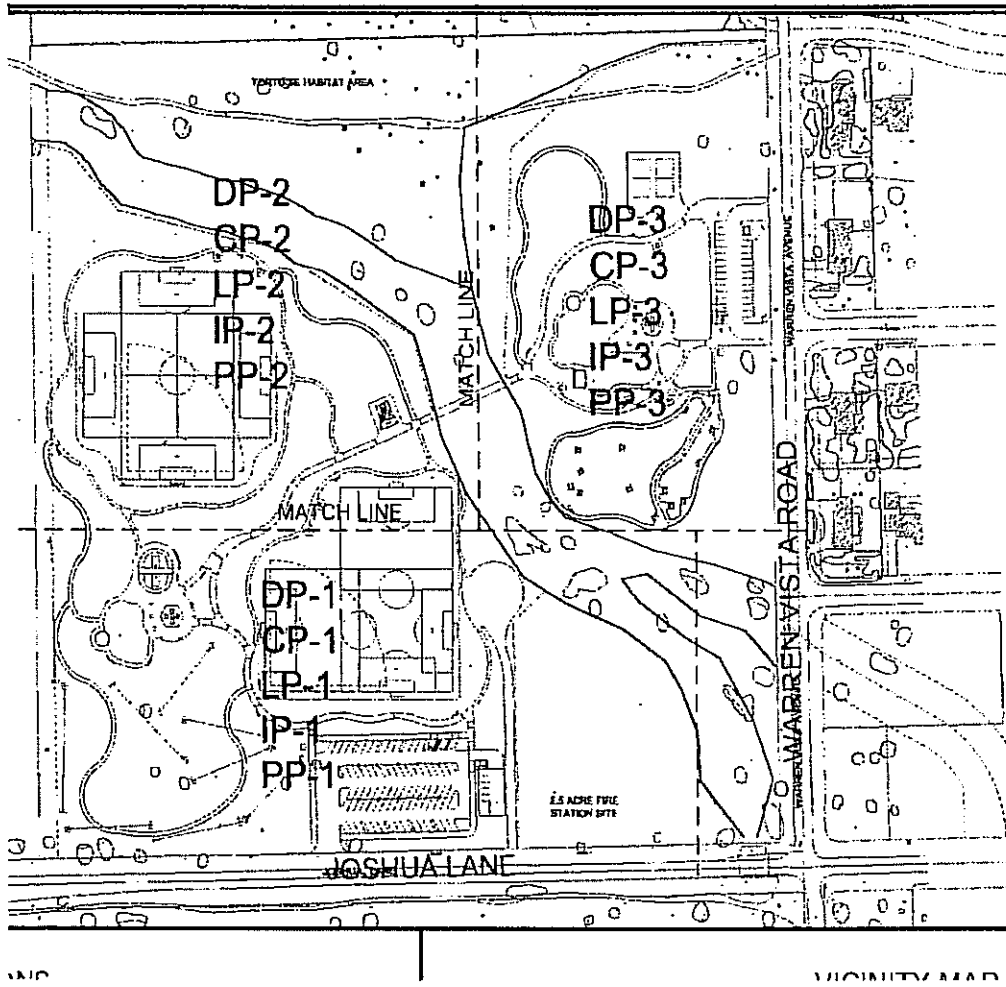 TORTOISE HABITAT AREA
DP-2
CP-2
LP-2
IP-2
PP-2
DP-3
CP-3
LP-3
IP-3
PP-3
MATCH LINE
WARREN VISTA AVENUE
MATCH LINE
DP-1
CP-1
LP-1
IP-1
PP-1
WARREN VISTA ROAD
2.5 ACRE FIRE
STATION SITE
JOSHUA LANE
VICINITY MAP